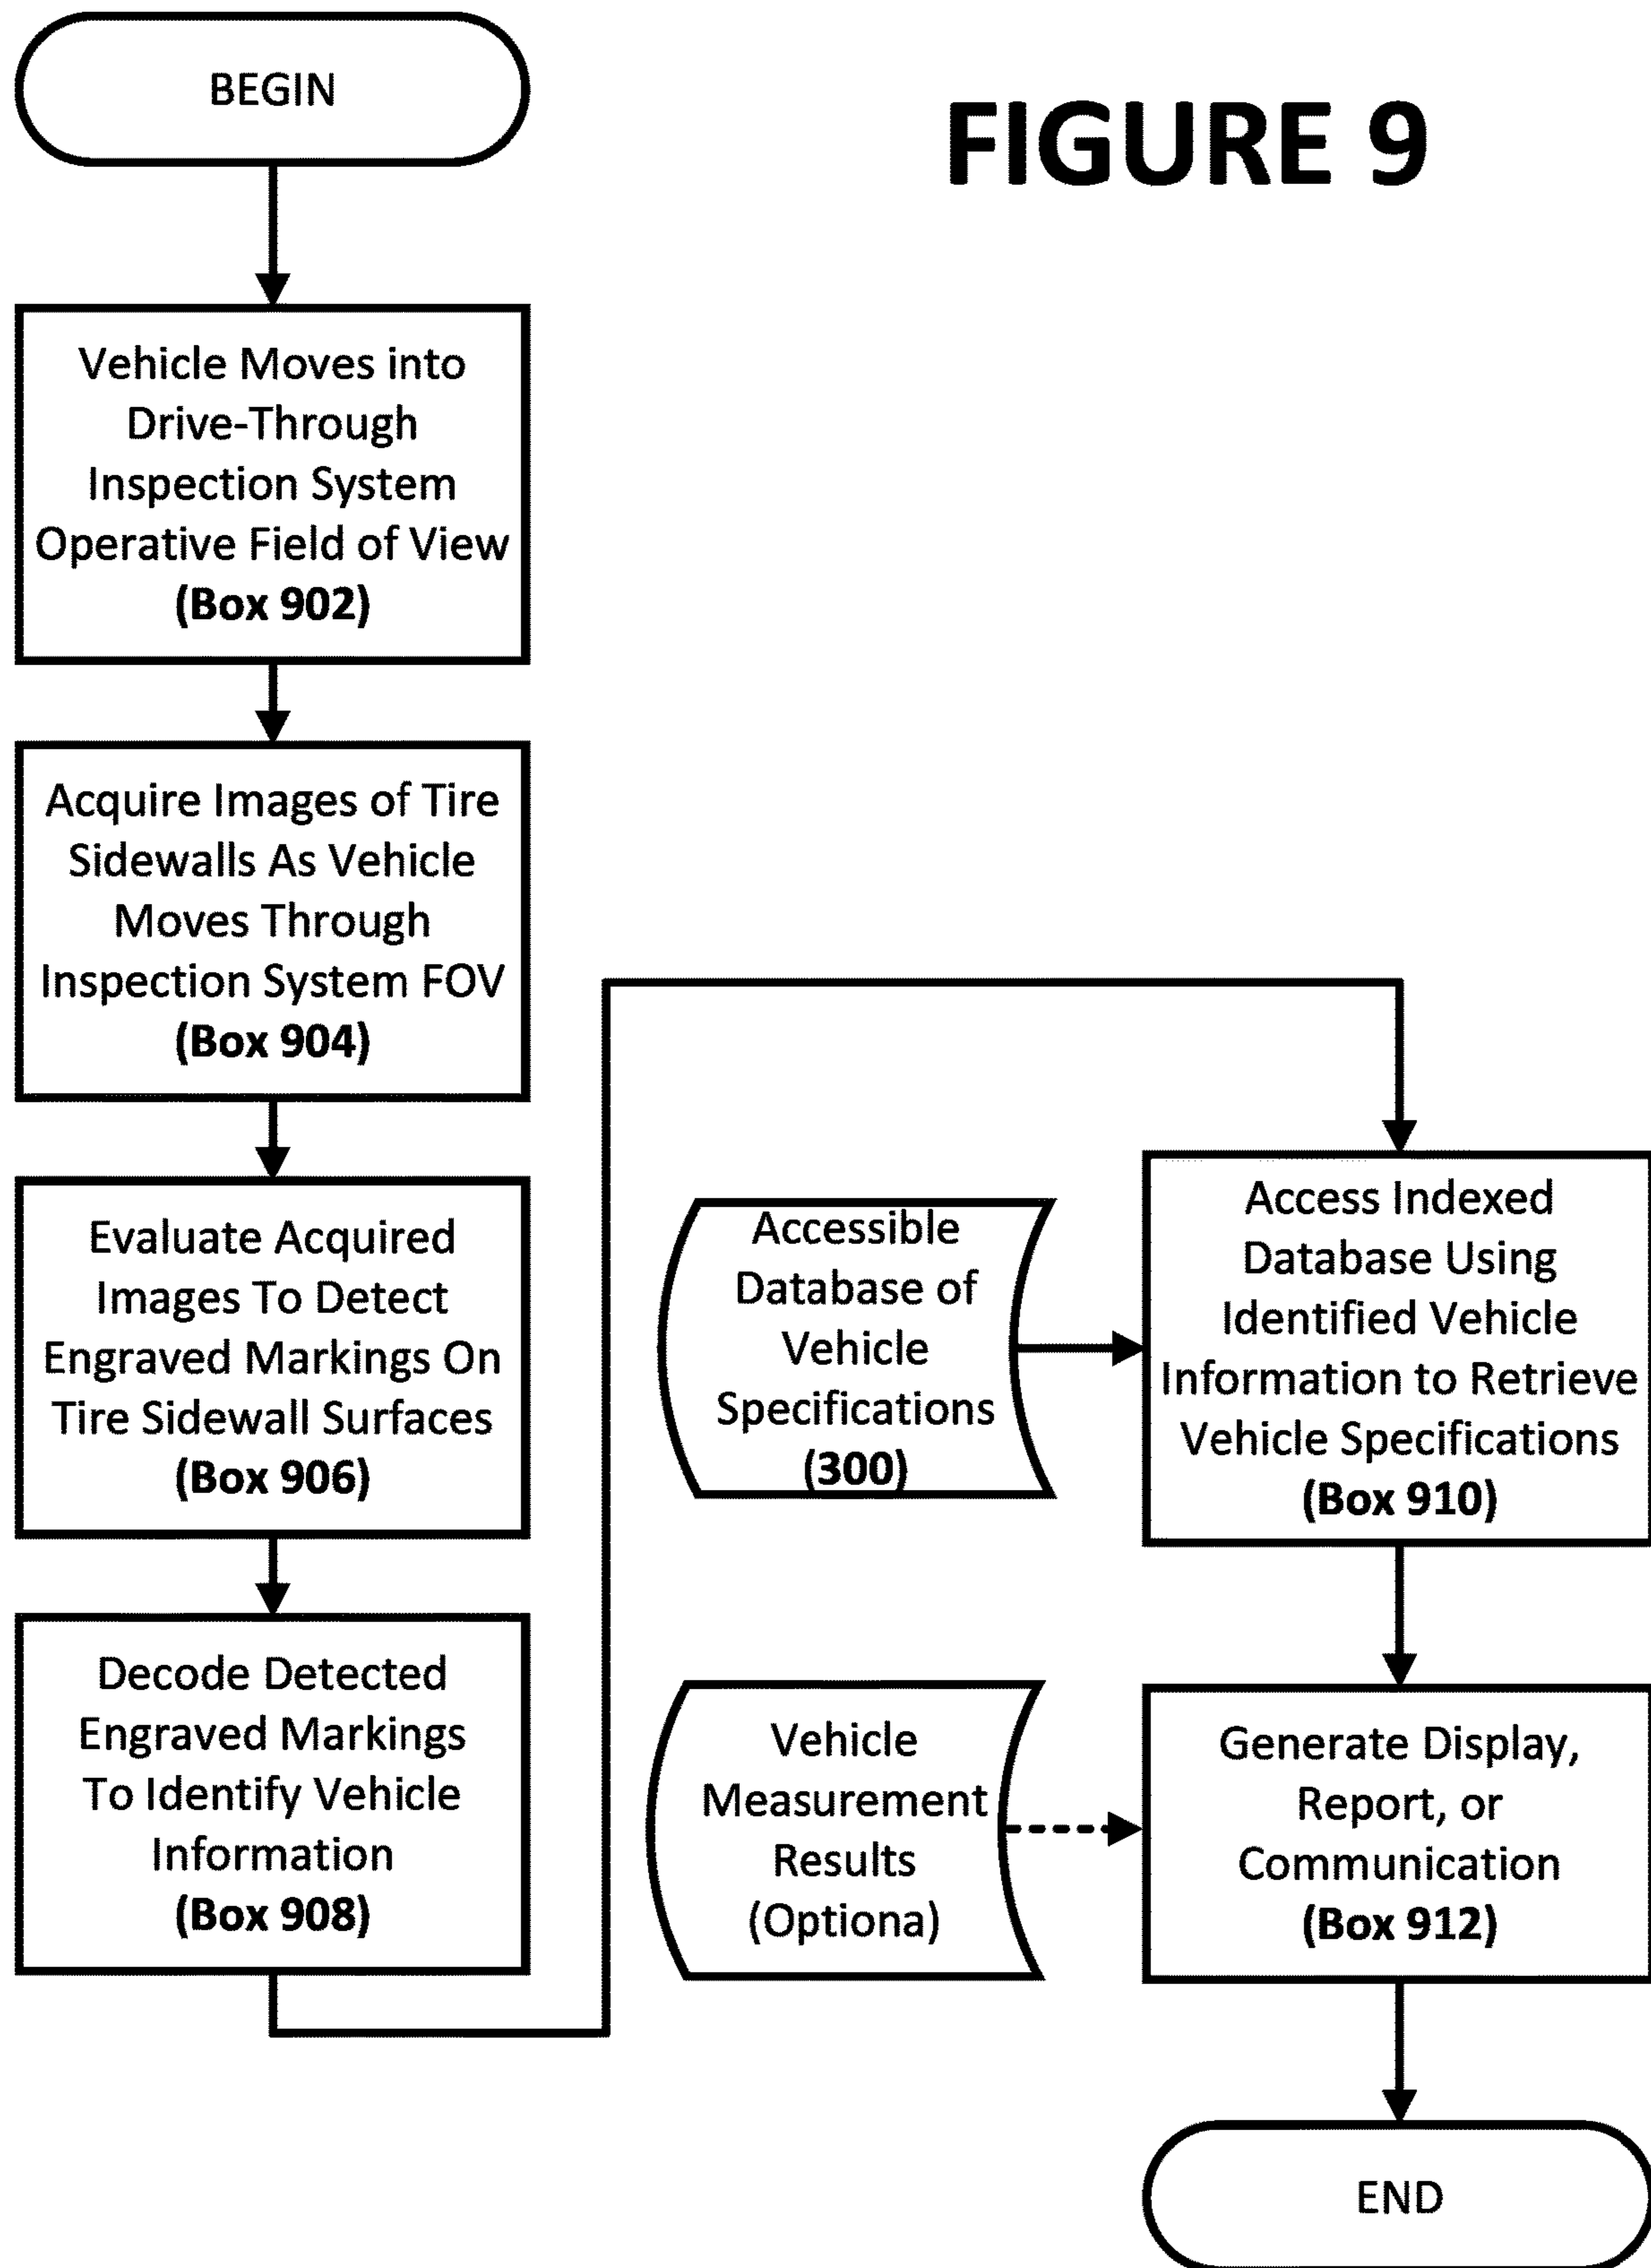 BEGIN
FIGURE 9
Vehicle Moves into
Drive-Through
Inspection System
Operative Field of View
(Box 902)
Acquire Images of Tire
Sidewalls As Vehicle
Moves Through
Inspection System FOV
(Box 904)
Evaluate Acquired
Images To Detect
Engraved Markings On
Tire Sidewall Surfaces
(Box 906)
Decode Detected
Engraved Markings
To Identify Vehicle
Information
(Box 908)
Accessible
Database of
Vehicle
Specifications
(300)
Access Indexed
Database Using
Identified Vehicle
Information to Retrieve
Vehicle Specifications
(Box 910)
Vehicle
Measurement
Results
(Optiona)
Generate Display,
Report, or
Communication
(Box 912)
END